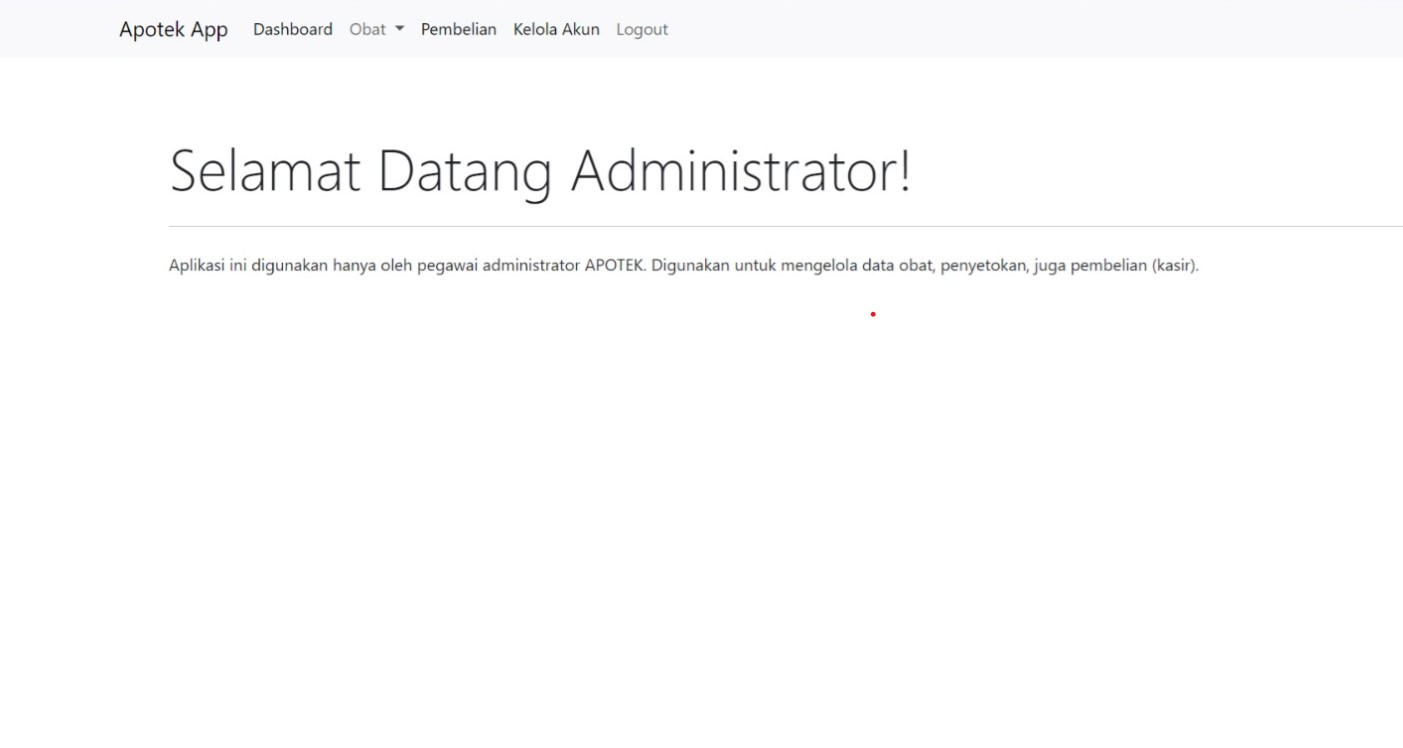 Apotek App Dashboard Obat Pembelian Kelola Akun Logout
Selamat Datang Administrator!
Aplikasi ini digunakan hanya oleh pegawai administrator APOTEK. Digunakan untuk mengelola data obat, penyetokan, juga pembelian (kasir).